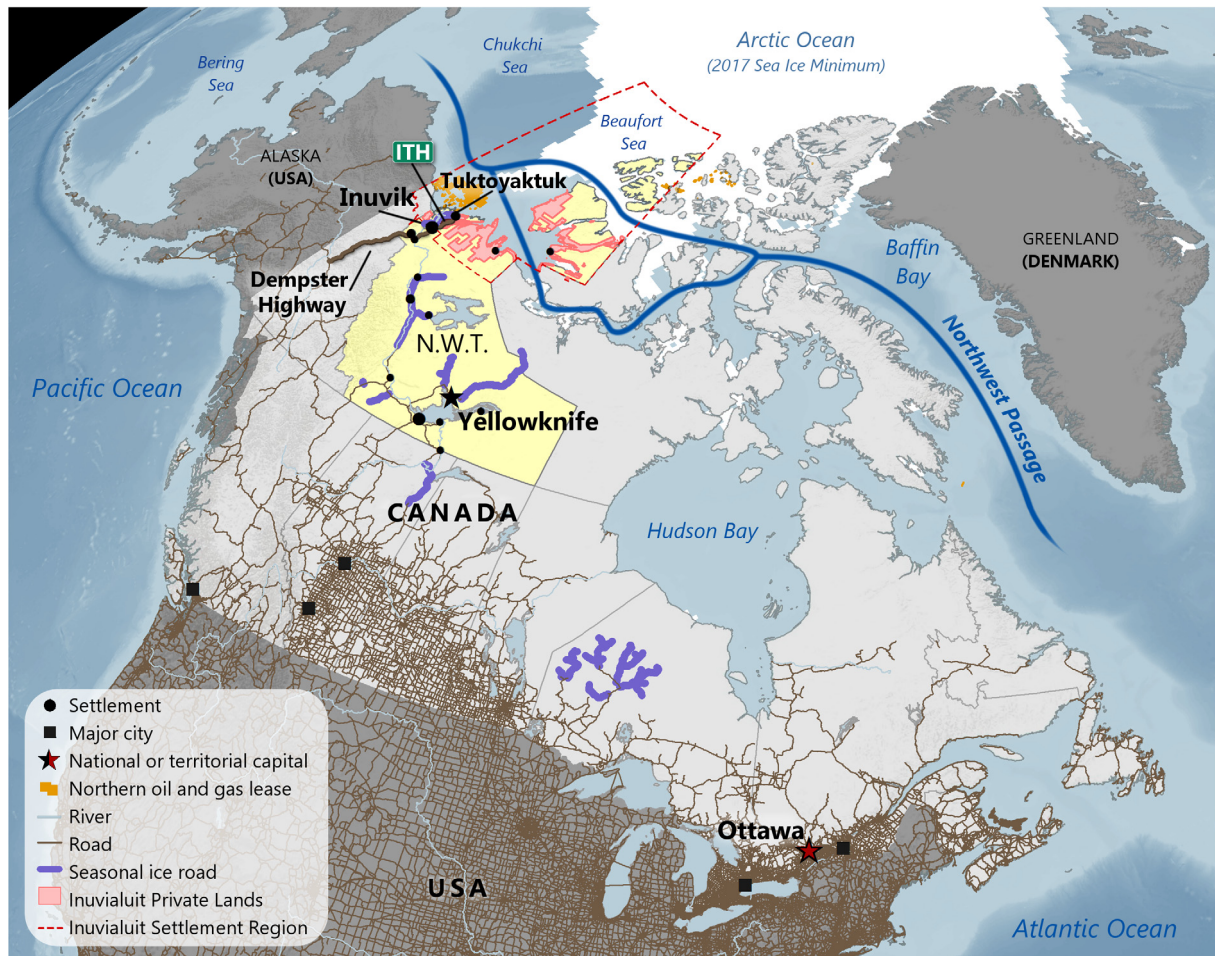 Bering
Sea
Chukchi
Sea
Arctic Ocean
(2017 Sea Ice Minimum)
Beaufort
Sea
ALASKA
(USA)
ITH
Inuvik
Tuktoyaktuk
Dempster
Highway
Baffin
Bay
GREENLAND
(DENMARK)
N.W.T.
Northwest Passage
Pacific Ocean
Yellowknife
CANADA
Hudson Bay
Ottawa
USA
Atlantic Ocean
Settlement
Major city
National or territorial capital
Northern oil and gas lease
River
Road
Seasonal ice road
Inuvialuit Private Lands
Inuvialuit Settlement Region